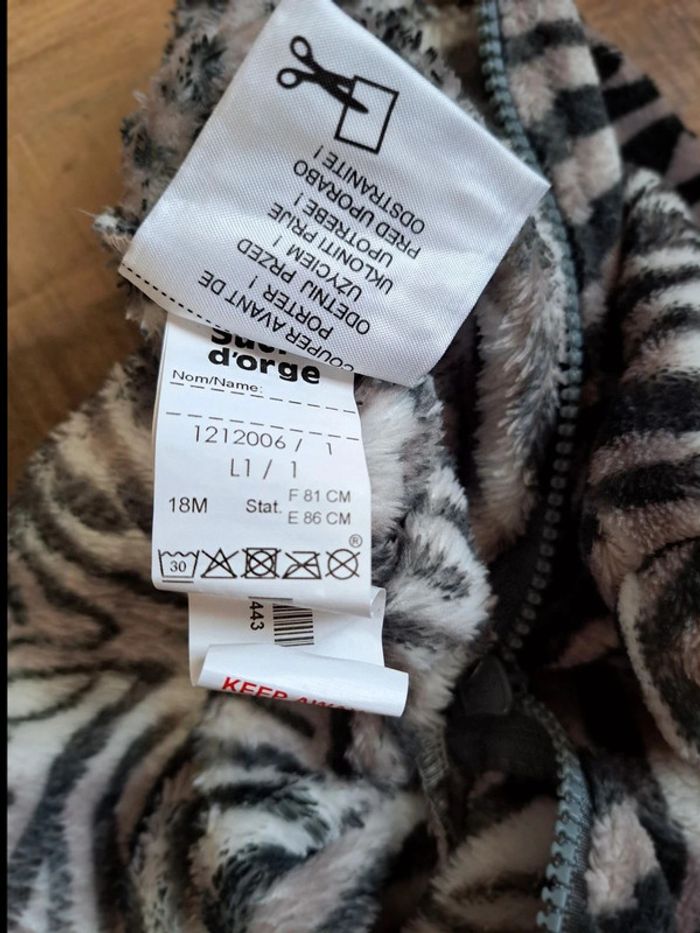 COUPER AVANT DE
PORTER !
ODETNIJ PRZED
UŻYCIEM !
UKLONITI PRIJE
UPOTREBE !
PRED UPORABO
ODSTRANITE !
d'orge
Nom/Name:
1212006 / 1
L1 / 1
18M Stat. F 81 CM
E 86 CM
®
30
443
KEEP